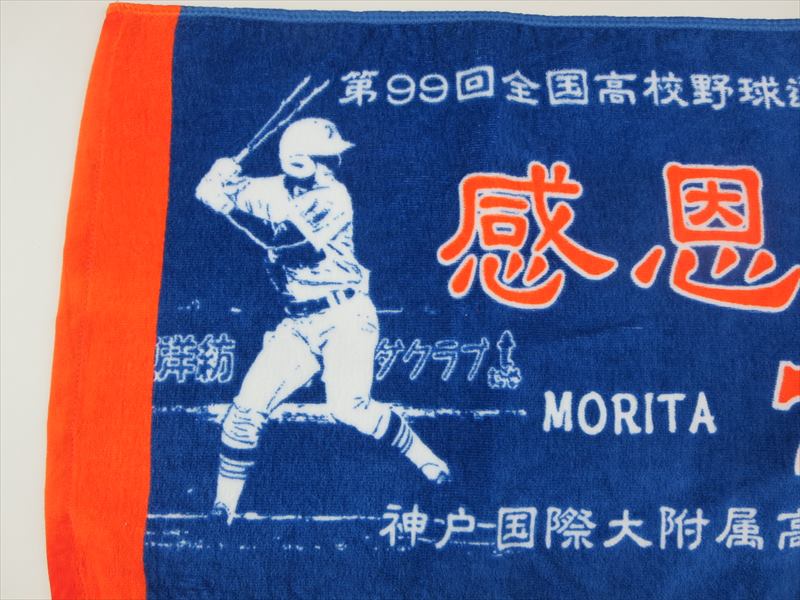 第99回全国高校野球選
感恩
洋紡
タクラブ
MORITA
神戸国際大附属高